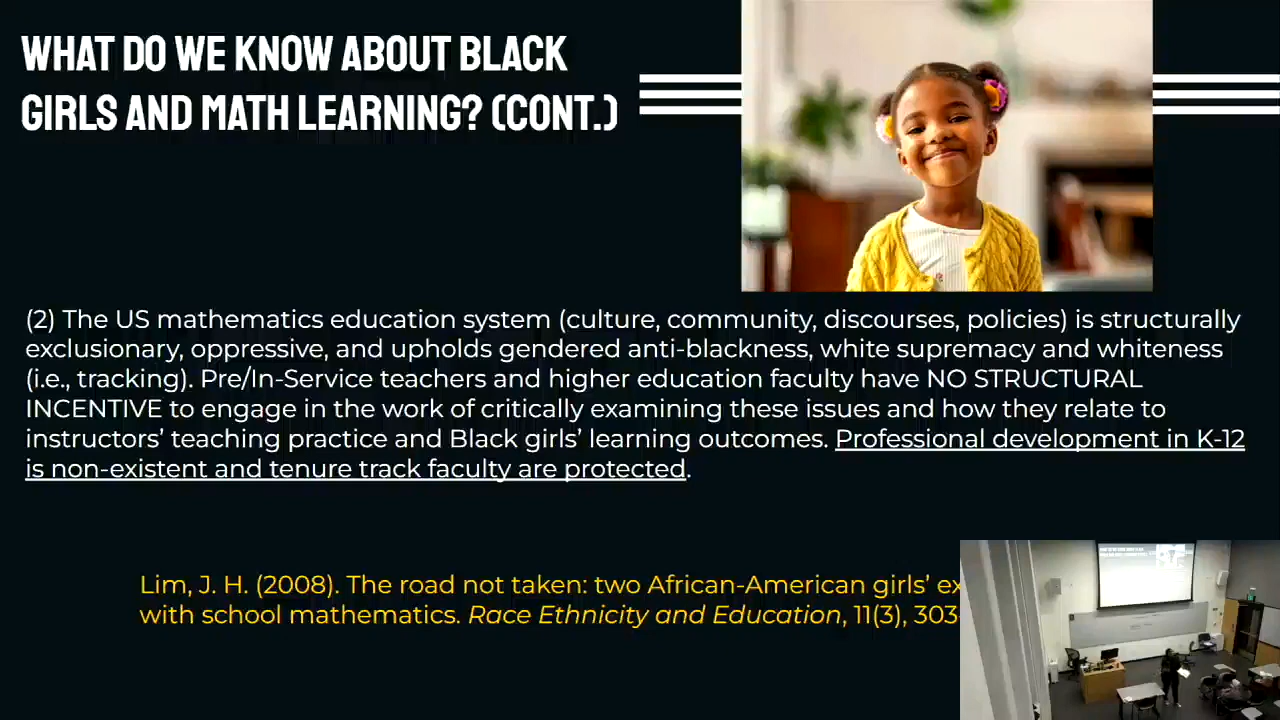 WHAT DO WE KNOW ABOUT BLACK
GIRLS AND MATH LEARNING? (CONT.)
(2) The US mathematics education system (culture, community, discourses, policies) is structurally
exclusionary, oppressive, and upholds gendered anti-blackness, white supremacy and whiteness
(i.e., tracking). Pre/In-Service teachers and higher education faculty have NO STRUCTURAL
INCENTIVE to engage in the work of critically examining these issues and how they relate to
instructors' teaching practice and Black girls' learning outcomes. Professional development in K-12
is non-existent and tenure track faculty are protected.
Lim, J. H. (2008). The road not taken: two African-American girls'
with school mathematics. Race Ethnicity and Education, 11(3), 303